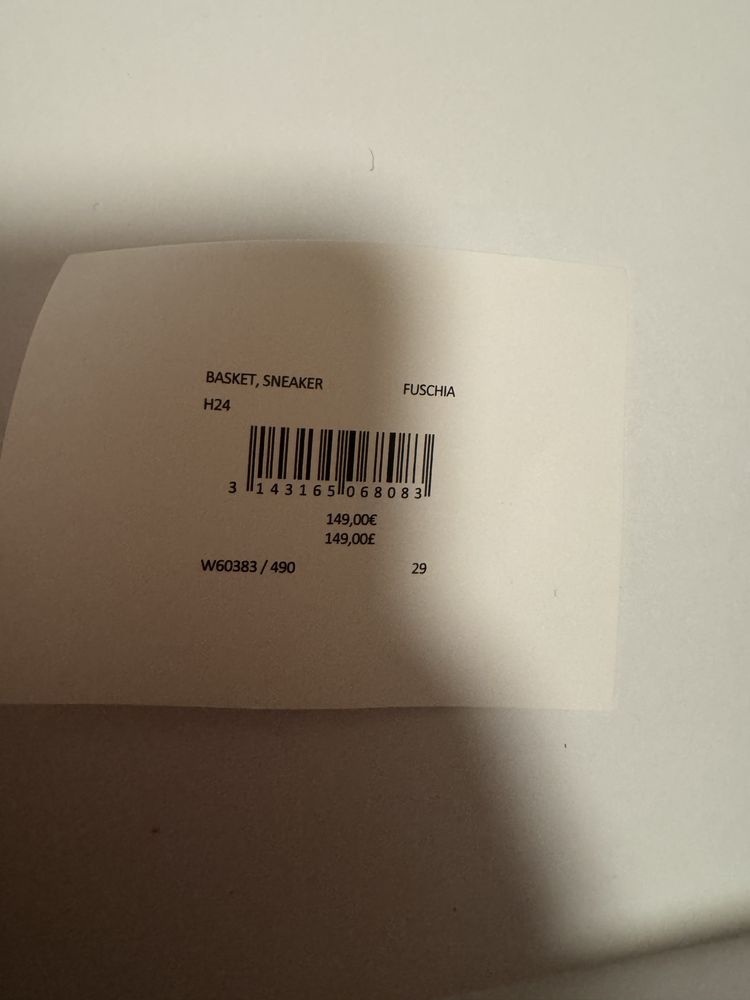 BASKET, SNEAKER FUSCHIA
H24
3 143165 068083
149,00€
149,00£
W60383 / 490 29